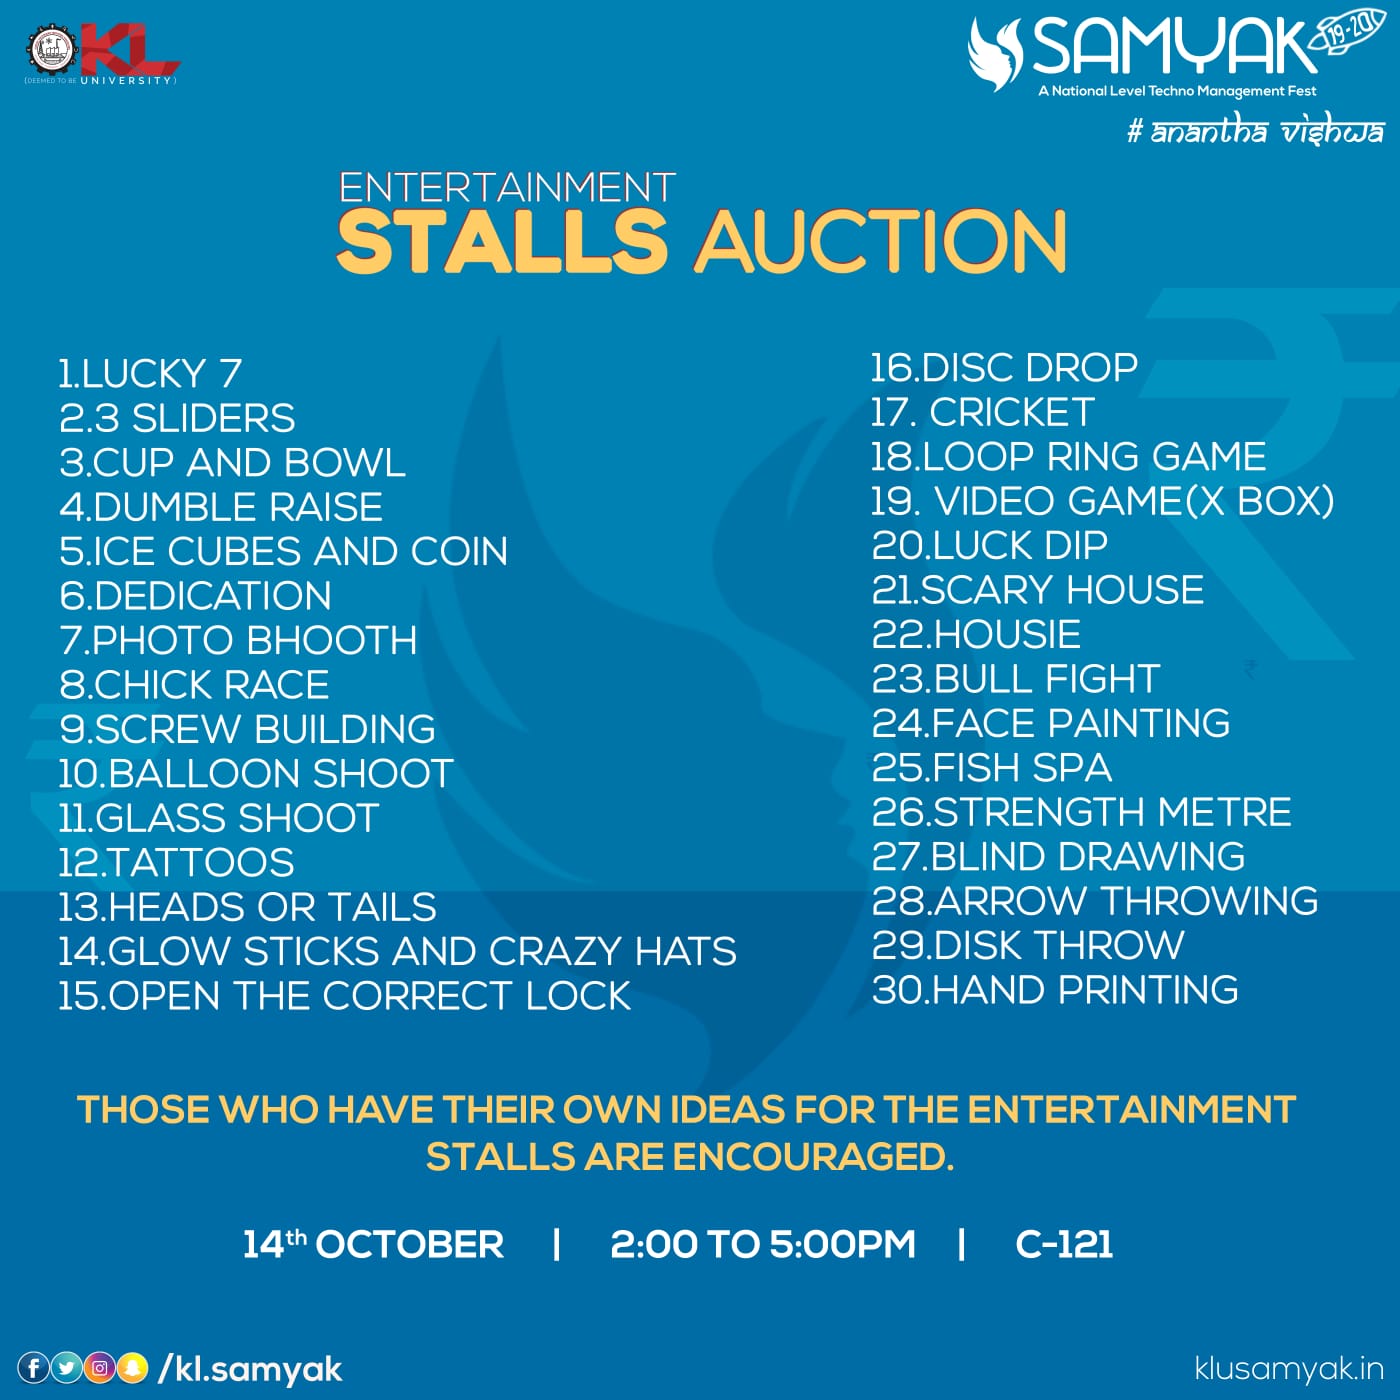 KL
(DEEMED TO BE UNIVERSITY)
SAMYAK 19-20
A National Level Techno Management Fest
# anantha vishwa
ENTERTAINMENT
STALLS AUCTION
1.LUCKY 7
2.3 SLIDERS
3.CUP AND BOWL
4.DUMBLE RAISE
5.ICE CUBES AND COIN
6.DEDICATION
7.PHOTO BHOOTH
8.CHICK RACE
9.SCREW BUILDING
10.BALLOON SHOOT
11.GLASS SHOOT
12.TATTOOS
13.HEADS OR TAILS
14.GLOW STICKS AND CRAZY HATS
15.OPEN THE CORRECT LOCK
16.DISC DROP
17. CRICKET
18.LOOP RING GAME
19. VIDEO GAME(X BOX)
20.LUCK DIP
21.SCARY HOUSE
22.HOUSIE
23.BULL FIGHT
24.FACE PAINTING
25.FISH SPA
26.STRENGTH METRE
27.BLIND DRAWING
28.ARROW THROWING
29.DISK THROW
30.HAND PRINTING
THOSE WHO HAVE THEIR OWN IDEAS FOR THE ENTERTAINMENT
STALLS ARE ENCOURAGED.
14th OCTOBER | 2:00 TO 5:00PM | C-121
/kl.samyak
klusamyak.in